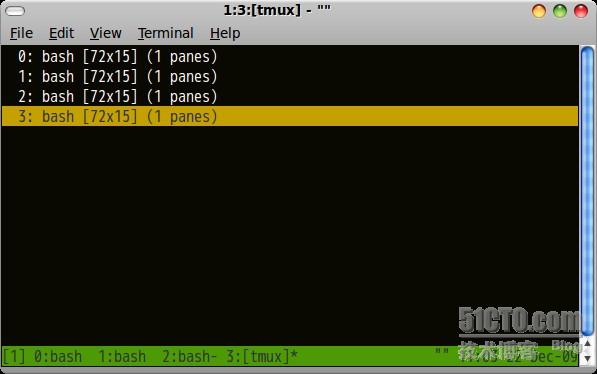 1:3:[tmux] - ""
File Edit View Terminal Help
0: bash [72x15] (1 panes)
1: bash [72x15] (1 panes)
2: bash [72x15] (1 panes)
3: bash [72x15] (1 panes)
51CTO.com
技术博客 Blog
[1] 0:bash 1:bash 2:bash- 3:[tmux]* "" Dec-09